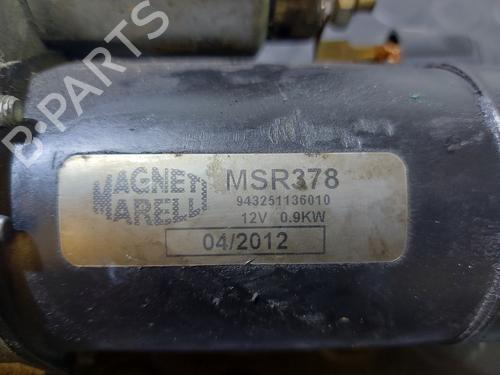 MAGNETI
MARELLI
MSR378
943251136010
12V 0.9KW
04/2012
B-PARTS